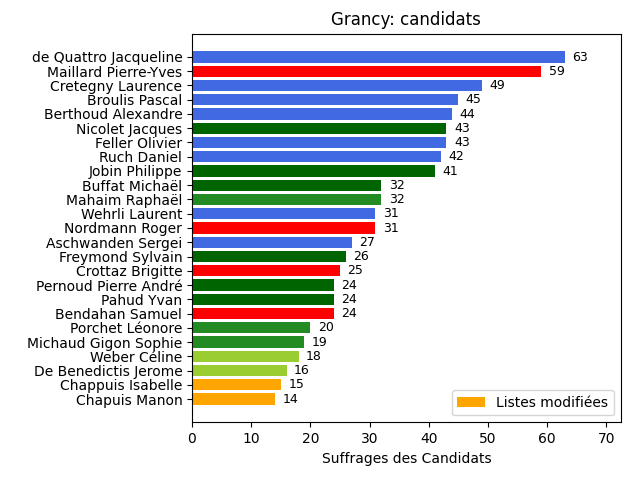 Grancy: candidats
de Quattro Jacqueline 63
Maillard Pierre-Yves 59
Cretegny Laurence 49
Broulis Pascal 45
Berthoud Alexandre 44
Nicolet Jacques 43
Feller Olivier 43
Ruch Daniel 42
Jobin Philippe 41
Buffat Michaël 32
Mahaim Raphaël 32
Wehrli Laurent 31
Nordmann Roger 31
Aschwanden Sergei 27
Freymond Sylvain 26
Crottaz Brigitte 25
Pernoud Pierre André 24
Pahud Yvan 24
Bendahan Samuel 24
Porchet Léonore 20
Michaud Gigon Sophie 19
Weber Céline 18
De Benedictis Jerome 16
Chappuis Isabelle 15
Chapuis Manon 14
Listes modifiées
0 10 20 30 40 50 60 70
Suffrages des Candidats